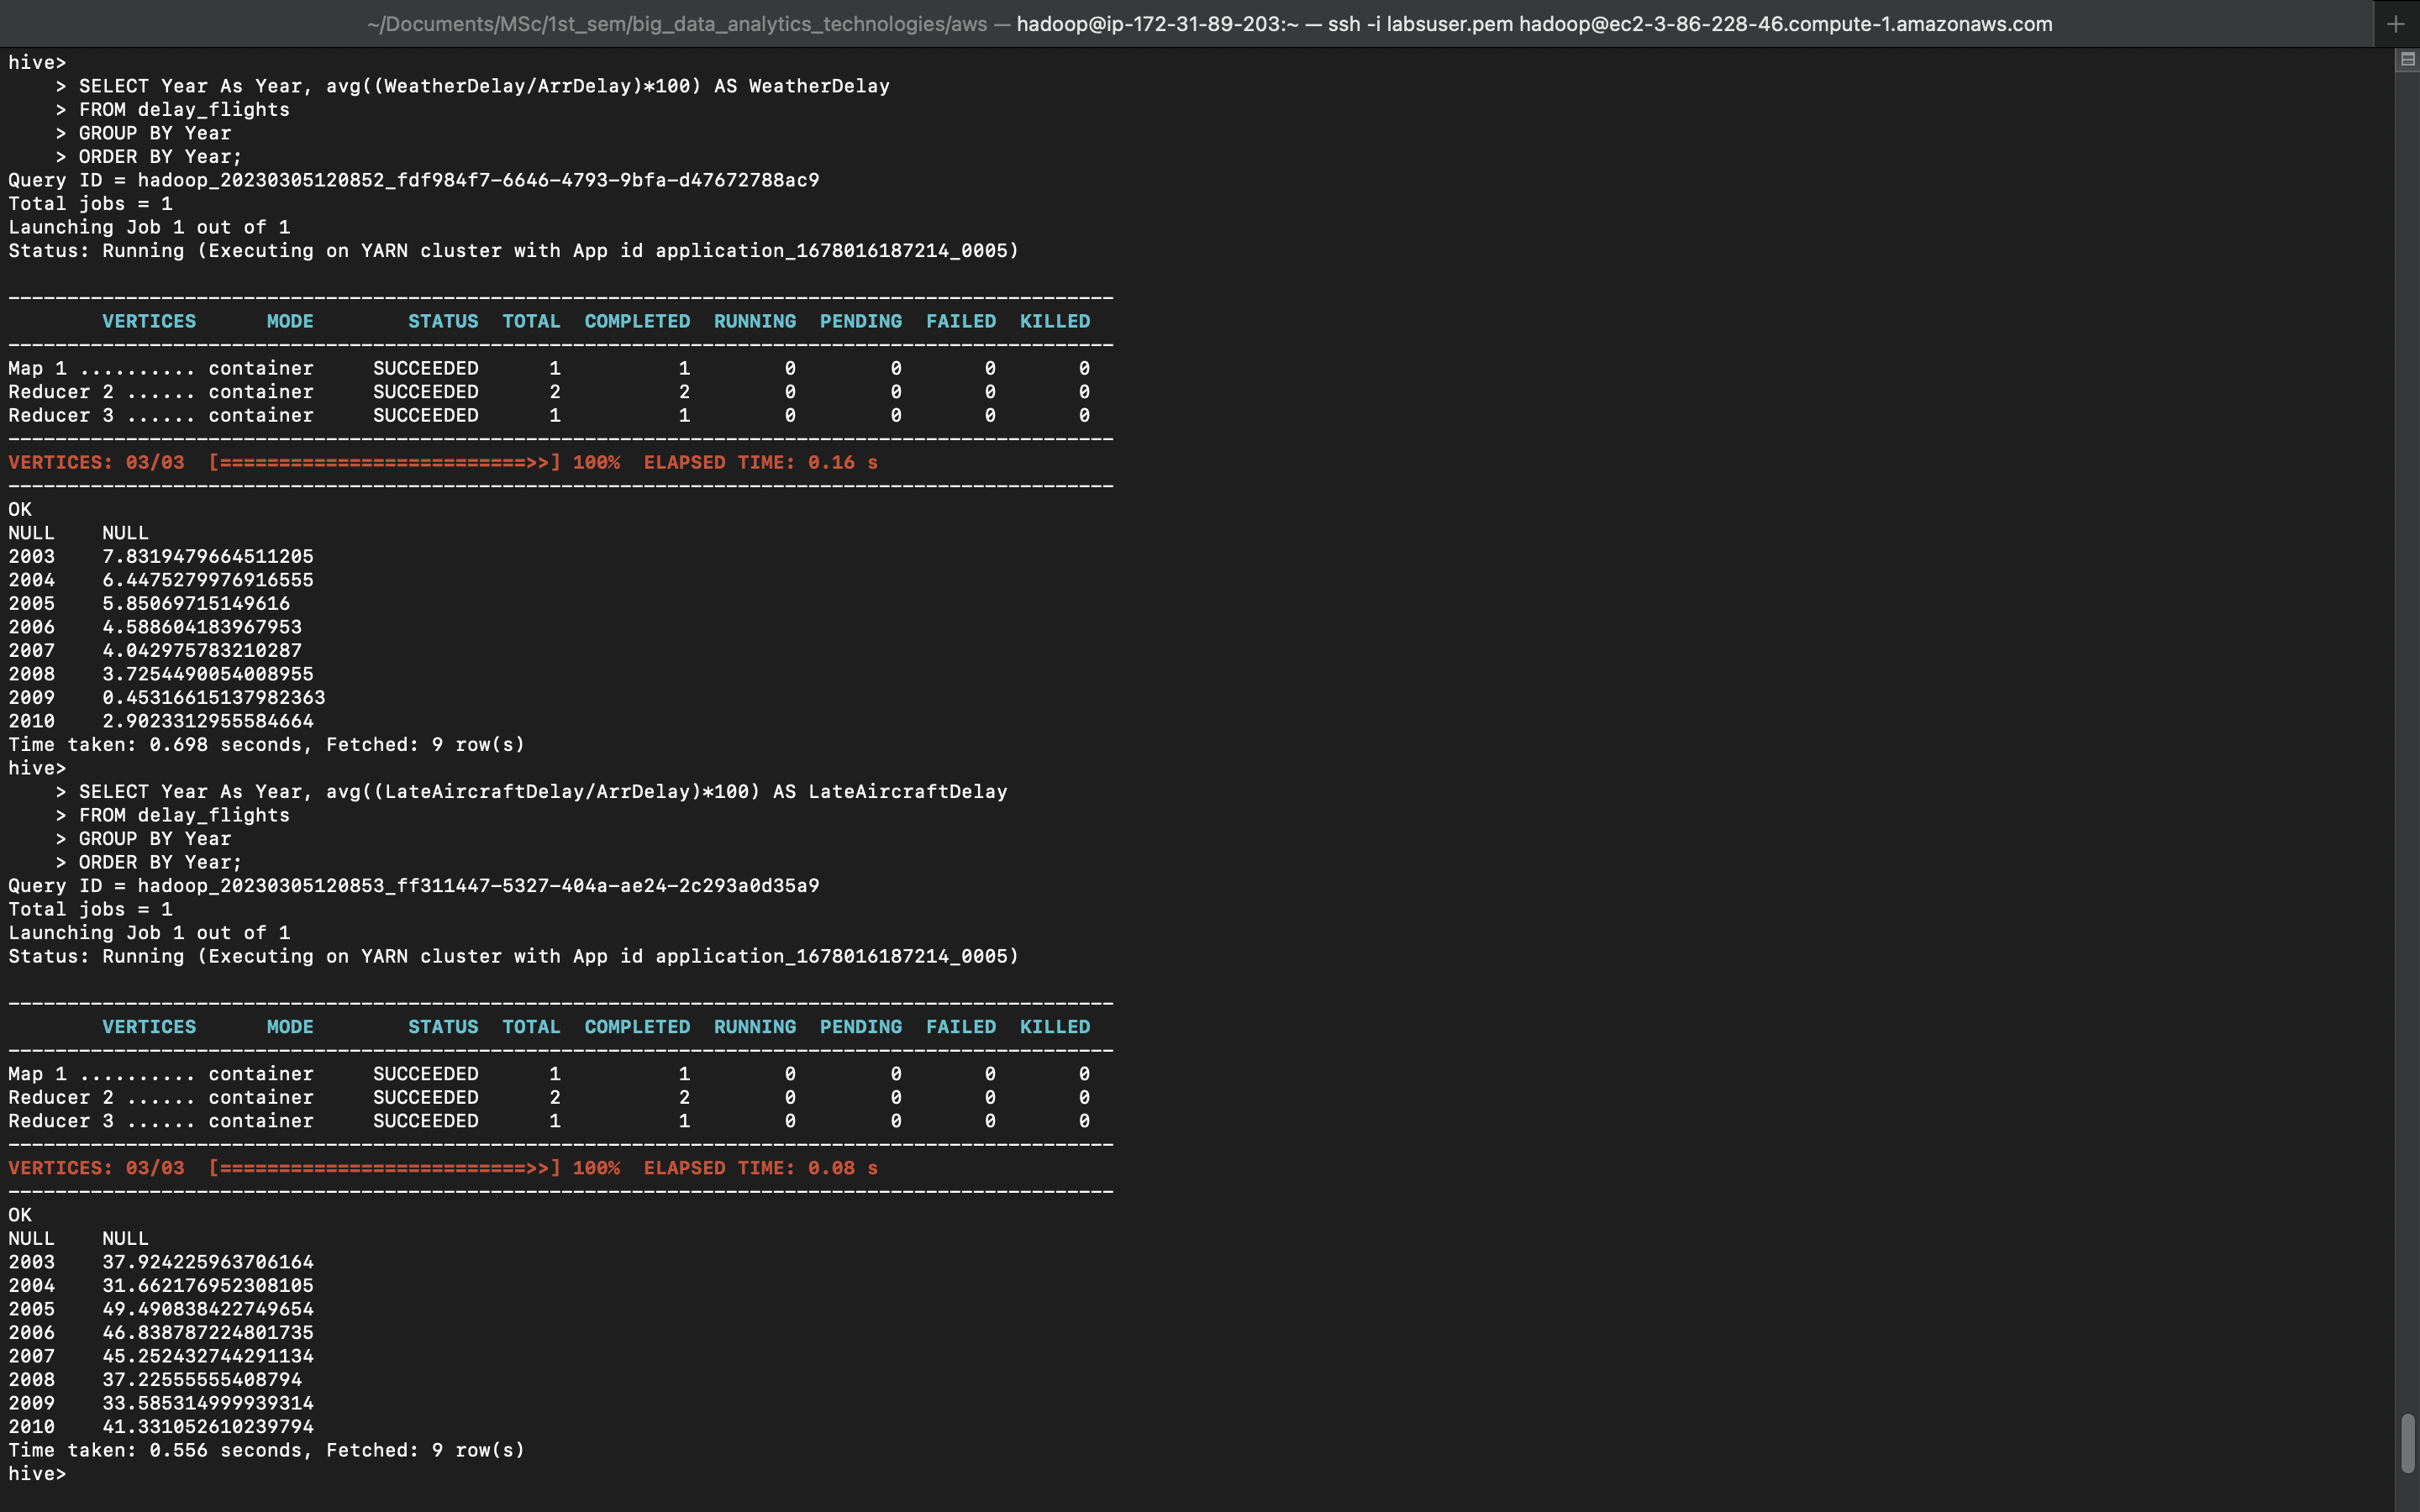 ~/Documents/MSc/1st_sem/big_data_analytics_technologies/aws — hadoop@ip-172-31-89-203:~ — ssh -i labsuser.pem hadoop@ec2-3-86-228-46.compute-1.amazonaws.com
hive>
    > SELECT Year As Year, avg((WeatherDelay/ArrDelay)*100) AS WeatherDelay
    > FROM delay_flights
    > GROUP BY Year
    > ORDER BY Year;
Query ID = hadoop_20230305120852_fdf984f7-6646-4793-9bfa-d47672788ac9
Total jobs = 1
Launching Job 1 out of 1
Status: Running (Executing on YARN cluster with App id application_1678016187214_0005)
----------------------------------------------------------------------------------------------
        VERTICES      MODE        STATUS  TOTAL  COMPLETED  RUNNING  PENDING  FAILED  KILLED
----------------------------------------------------------------------------------------------
Map 1 .......... container     SUCCEEDED      1          1        0        0       0       0
Reducer 2 ...... container     SUCCEEDED      2          2        0        0       0       0
Reducer 3 ...... container     SUCCEEDED      1          1        0        0       0       0
----------------------------------------------------------------------------------------------
VERTICES: 03/03  [==========================>>] 100%  ELAPSED TIME: 0.16 s
----------------------------------------------------------------------------------------------
OK
NULL    NULL
2003    7.8319479664511205
2004    6.4475279976916555
2005    5.85069715149616
2006    4.588604183967953
2007    4.042975783210287
2008    3.7254490054008955
2009    0.45316615137982363
2010    2.9023312955584664
Time taken: 0.698 seconds, Fetched: 9 row(s)
hive>
    > SELECT Year As Year, avg((LateAircraftDelay/ArrDelay)*100) AS LateAircraftDelay
    > FROM delay_flights
    > GROUP BY Year
    > ORDER BY Year;
Query ID = hadoop_20230305120853_ff311447-5327-404a-ae24-2c293a0d35a9
Total jobs = 1
Launching Job 1 out of 1
Status: Running (Executing on YARN cluster with App id application_1678016187214_0005)
----------------------------------------------------------------------------------------------
        VERTICES      MODE        STATUS  TOTAL  COMPLETED  RUNNING  PENDING  FAILED  KILLED
----------------------------------------------------------------------------------------------
Map 1 .......... container     SUCCEEDED      1          1        0        0       0       0
Reducer 2 ...... container     SUCCEEDED      2          2        0        0       0       0
Reducer 3 ...... container     SUCCEEDED      1          1        0        0       0       0
----------------------------------------------------------------------------------------------
VERTICES: 03/03  [==========================>>] 100%  ELAPSED TIME: 0.08 s
----------------------------------------------------------------------------------------------
OK
NULL    NULL
2003    37.924225963706164
2004    31.662176952308105
2005    49.490838422749654
2006    46.838787224801735
2007    45.252432744291134
2008    37.22555555408794
2009    33.585314999939314
2010    41.331052610239794
Time taken: 0.556 seconds, Fetched: 9 row(s)
hive>